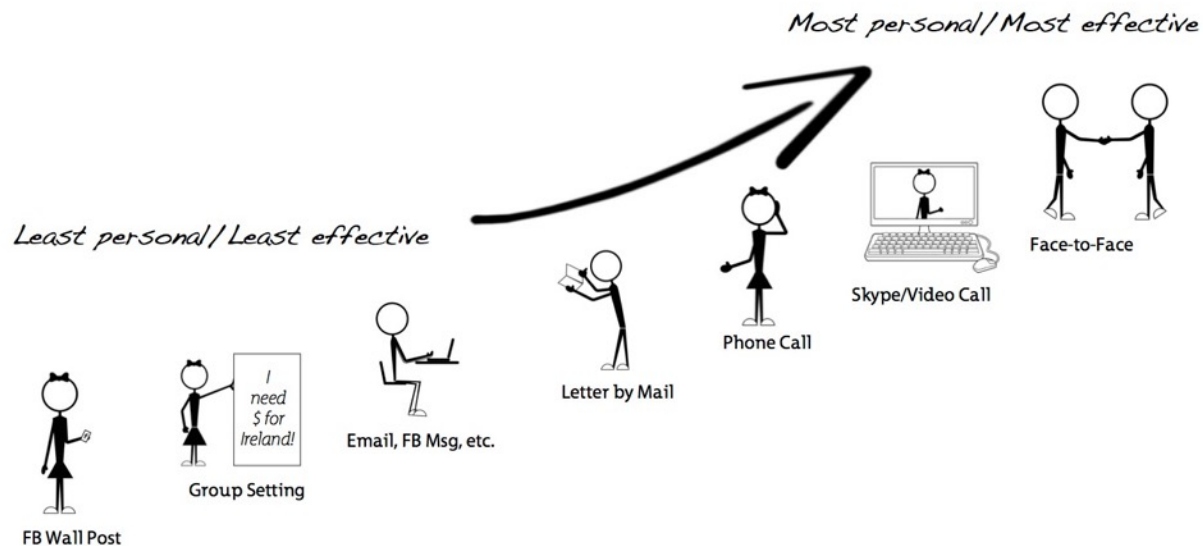 Most personal/Most effective
Least personal/Least effective
Face-to-Face
Skype/Video Call
Phone Call
Letter by Mail
I
need
$ for
Ireland!
Email, FB Msg, etc.
Group Setting
FB Wall Post